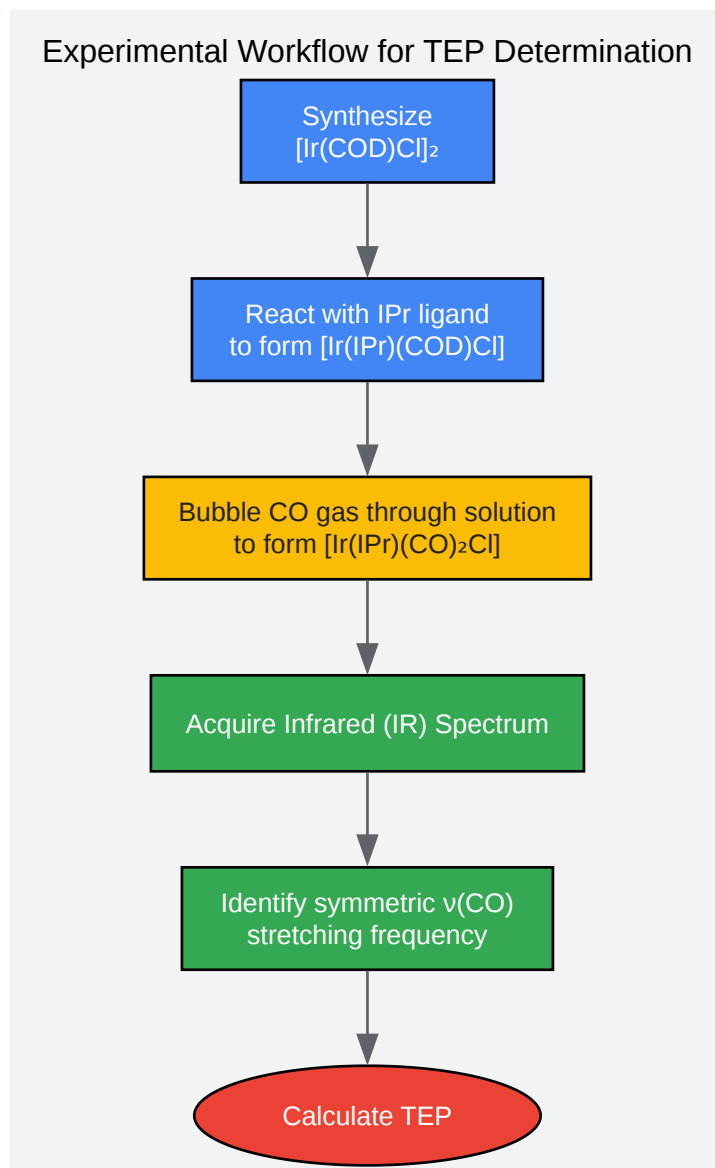 Experimental Workflow for TEP Determination
Synthesize
[Ir(COD)Cl]₂
React with IPr ligand
to form [Ir(IPr)(COD)Cl]
Bubble CO gas through solution
to form [Ir(IPr)(CO)₂Cl]
Acquire Infrared (IR) Spectrum
Identify symmetric ν(CO)
stretching frequency
Calculate TEP